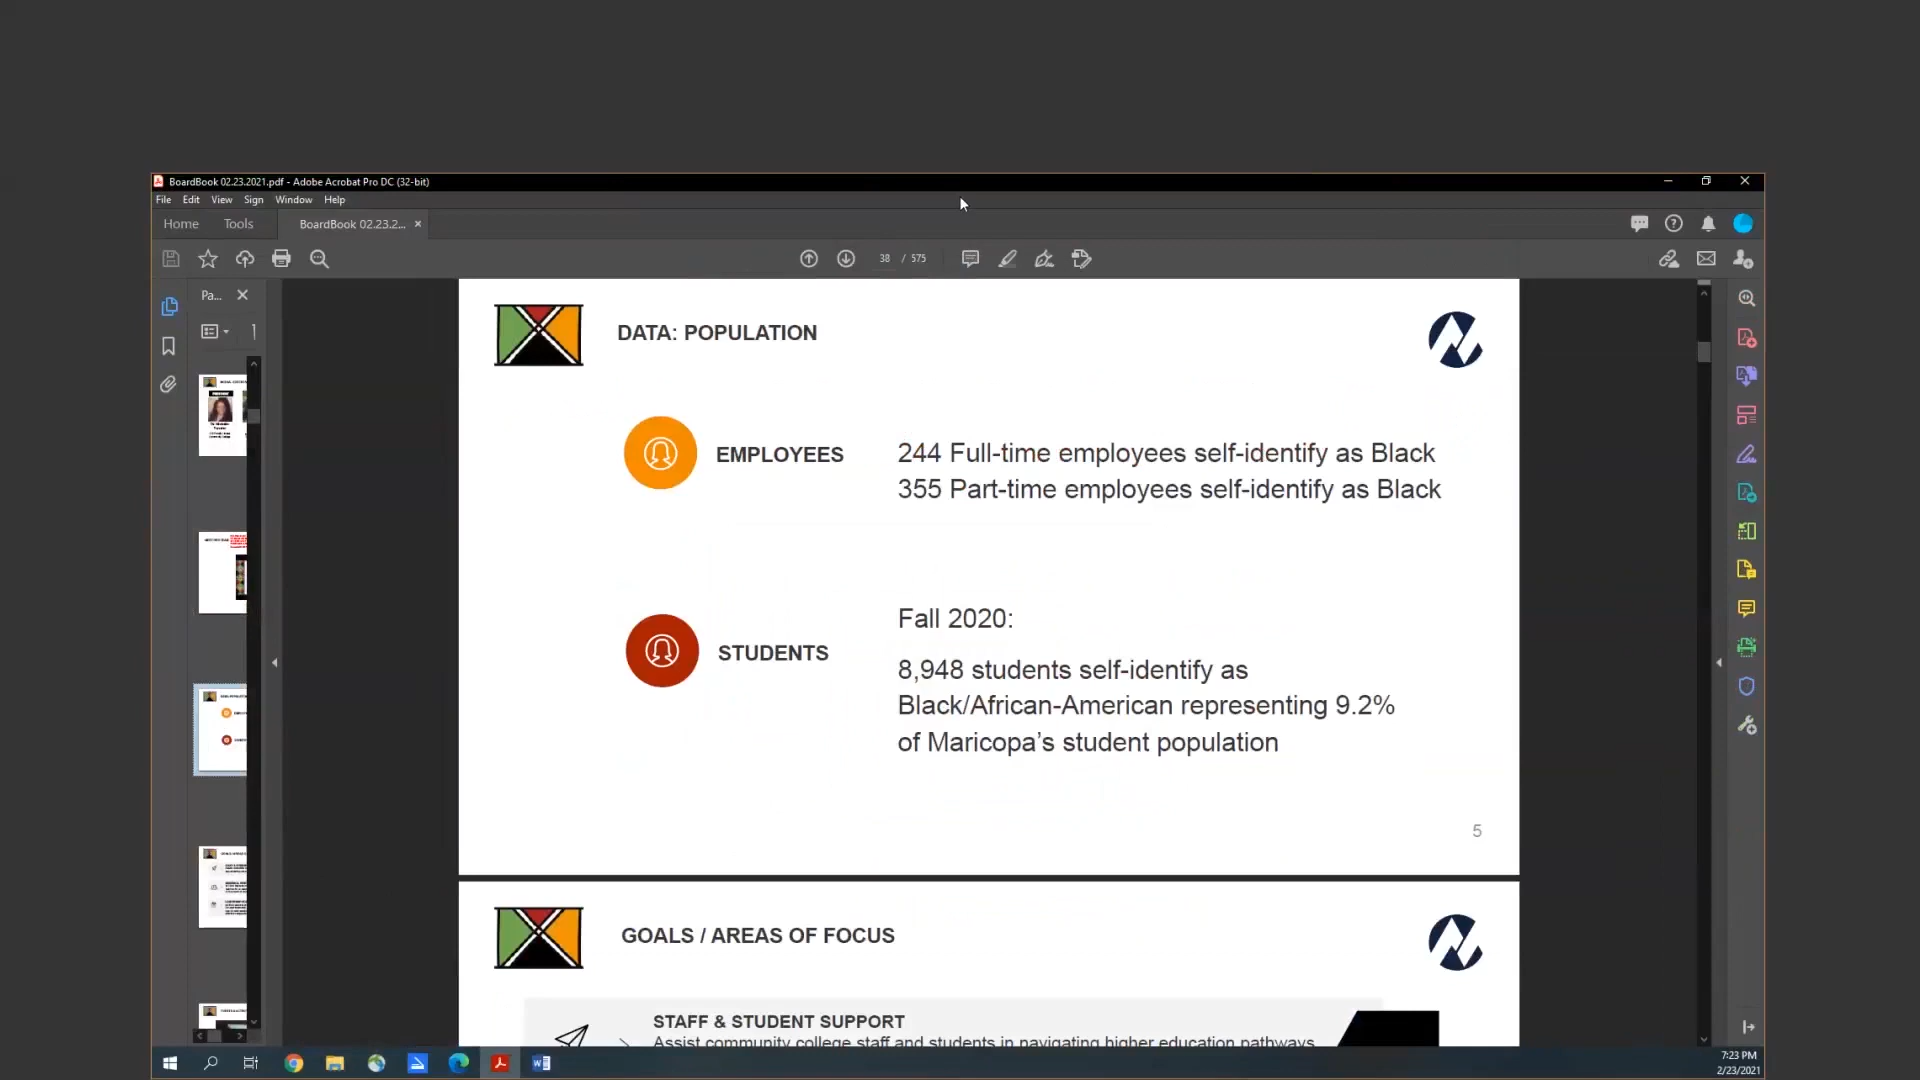 BoardBook 02.23.2021.pdf - Adobe Acrobat Pro DC (32-bit)
File Edit View Sign Window Help
Home Tools BoardBook 02.23.2... ×
38 / 575
Pa...
DATA: POPULATION
EMPLOYEES
244 Full-time employees self-identify as Black
355 Part-time employees self-identify as Black
STUDENTS
Fall 2020:
8,948 students self-identify as
Black/African-American representing 9.2%
of Maricopa’s student population
5
GOALS / AREAS OF FOCUS
STAFF & STUDENT SUPPORT
Assist community college staff and students in navigating higher education pathways
7:23 PM
2/23/2021